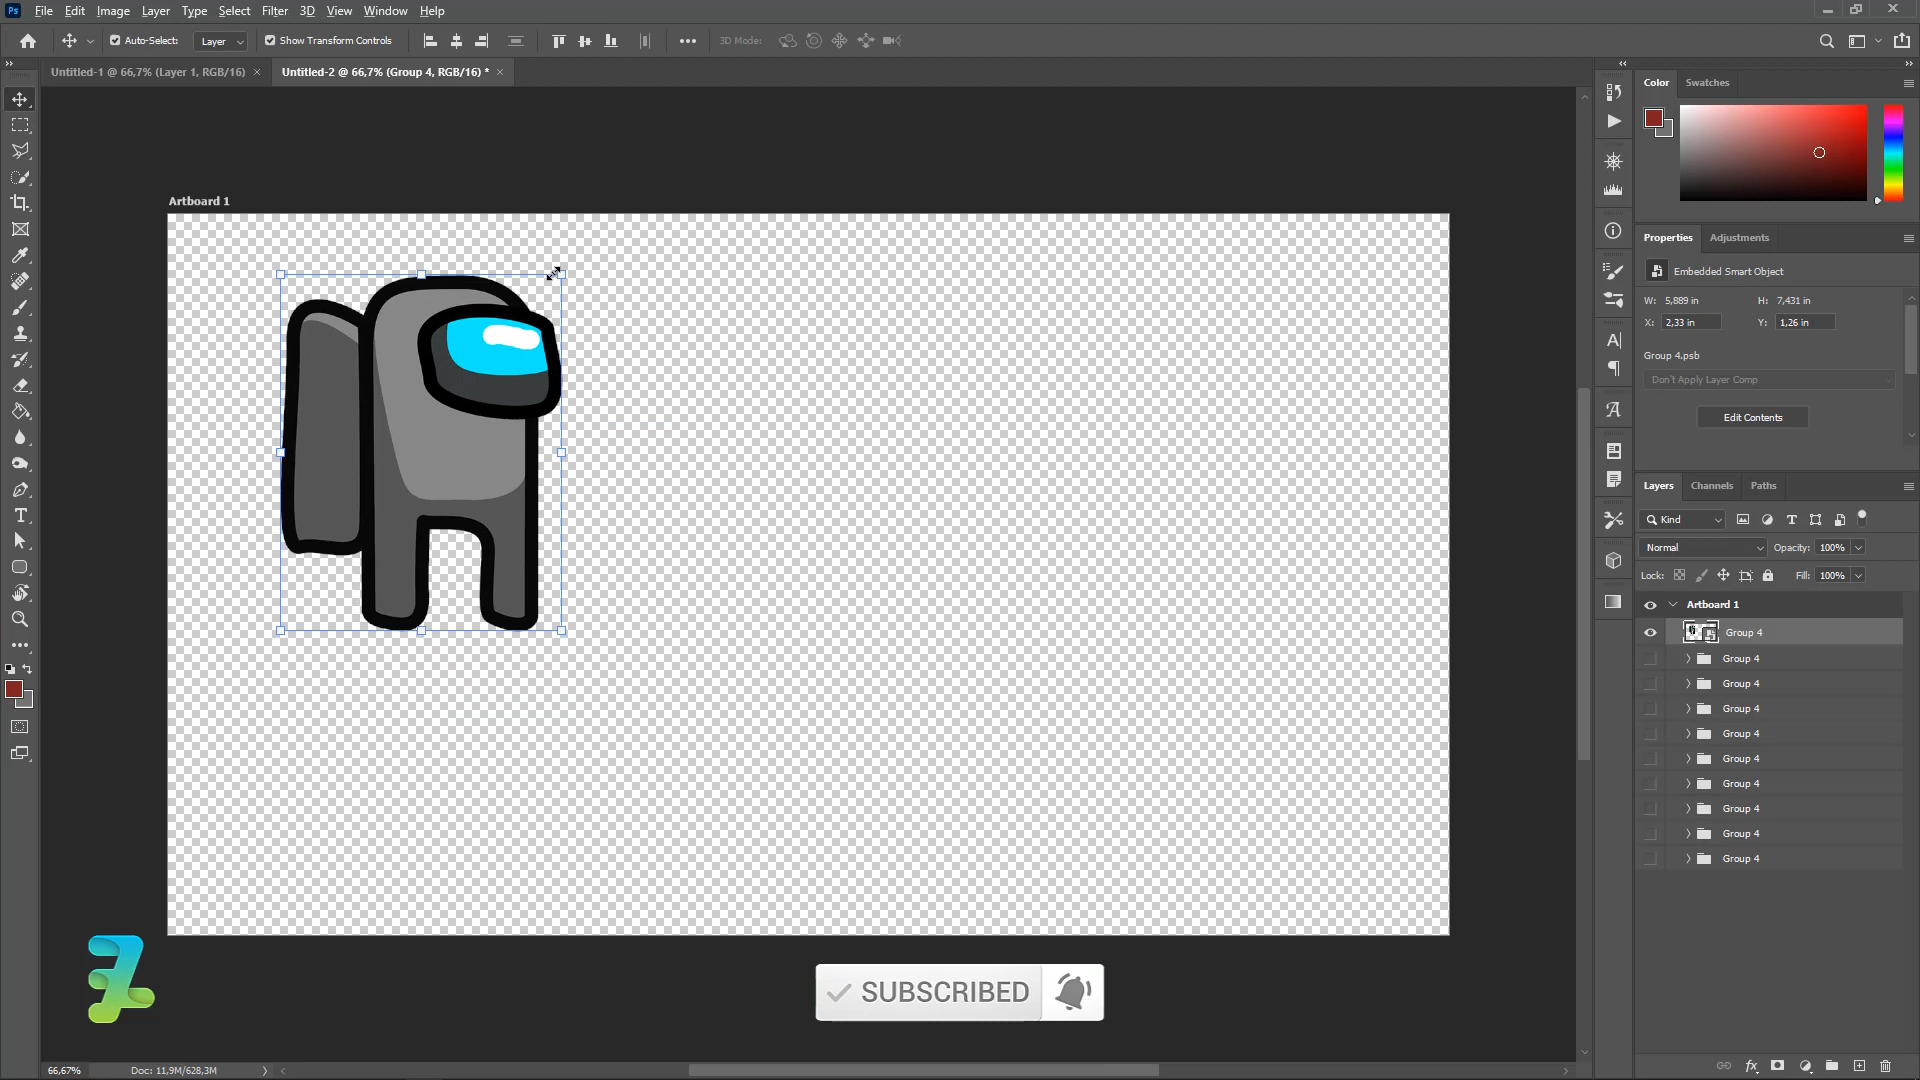 Ps File Edit Image Layer Type Select Filter 3D View Window Help
Auto-Select: Layer Show Transform Controls 3D Mode:
Untitled-1 @ 66,7% (Layer 1, RGB/16) × Untitled-2 @ 66,7% (Group 4, RGB/16) * ×
Color Swatches
Artboard 1
Properties Adjustments
Embedded Smart Object
W: 5,889 in H: 7,431 in
X: 2,33 in Y: 1,26 in
Group 4.psb
Don't Apply Layer Comp
Edit Contents
Layers Channels Paths
Kind
Normal Opacity: 100%
Lock: Fill: 100%
Artboard 1
Group 4
Group 4
Group 4
Group 4
Group 4
Group 4
Group 4
Group 4
Group 4
Group 4
SUBSCRIBED
66,67% Doc: 11,9M/628,3M
fx